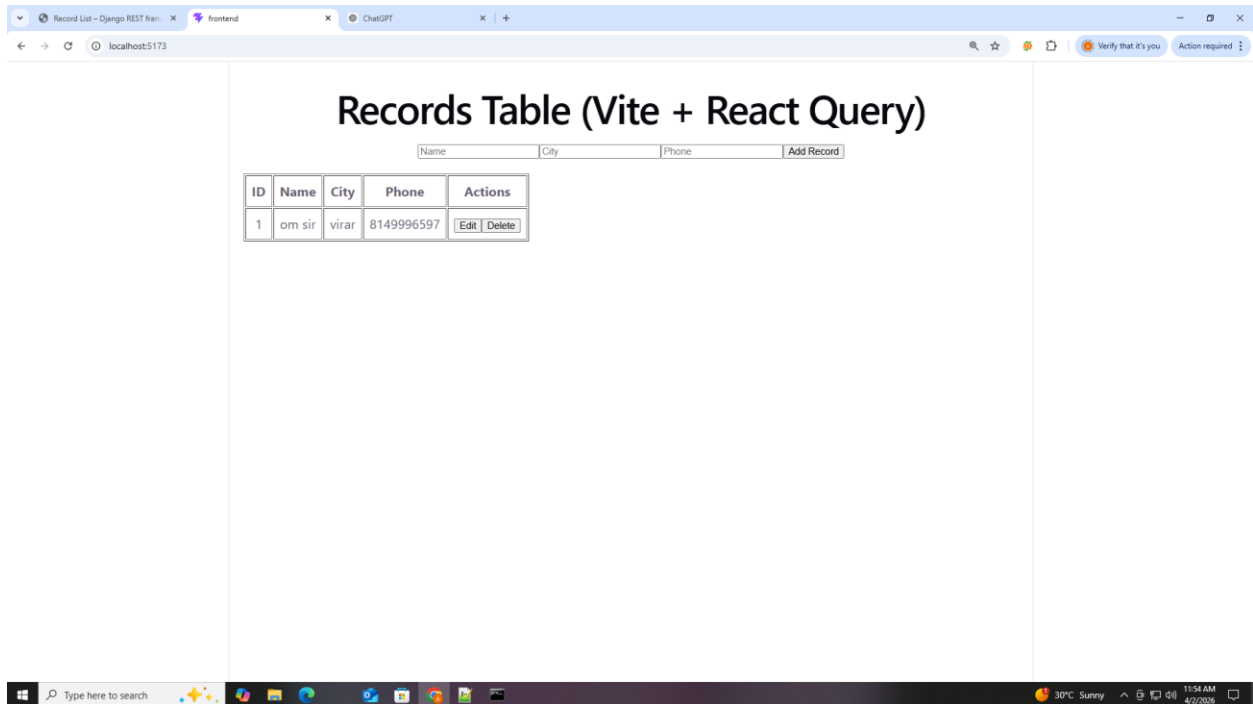 Record List – Django REST fram
frontend
ChatGPT
localhost:5173
Verify that it's you
Action required
Records Table (Vite + React Query)
Name City Phone Add Record
ID Name City Phone Actions
1 om sir virar 8149996597 Edit Delete
Type here to search
30°C Sunny
11:54 AM
4/2/2026